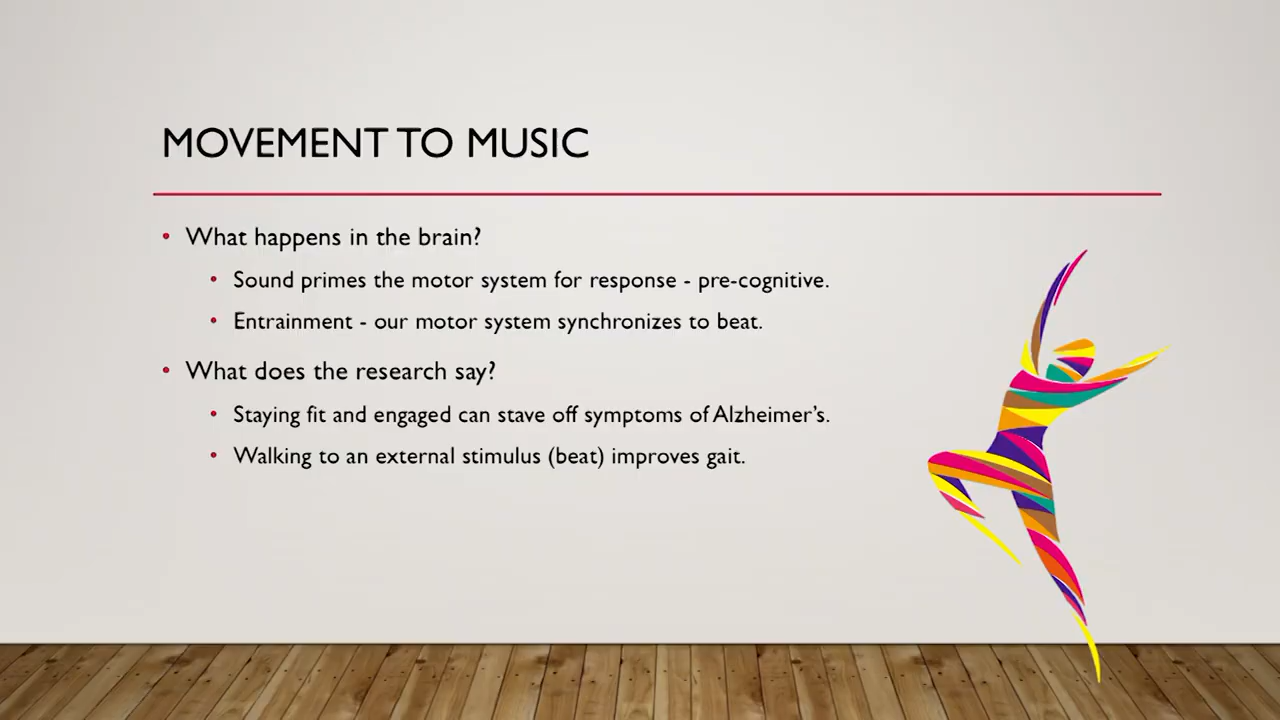 MOVEMENT TO MUSIC
• What happens in the brain?
• Sound primes the motor system for response - pre-cognitive.
• Entrainment - our motor system synchronizes to beat.
• What does the research say?
• Staying fit and engaged can stave off symptoms of Alzheimer's.
• Walking to an external stimulus (beat) improves gait.